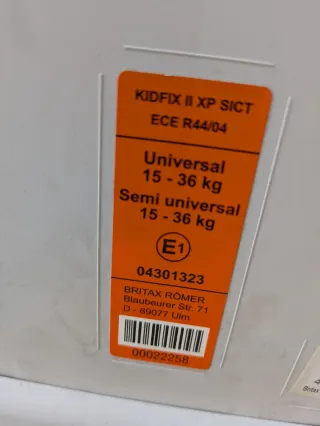 KIDFIX II XP SICT
ECE R44/04
Universal
15 - 36 kg
Semi universal
15 - 36 kg
E1
04301323
BRITAX RÖMER
Blaubeurer Str. 71
D - 89077 Ulm
00022258
Britax